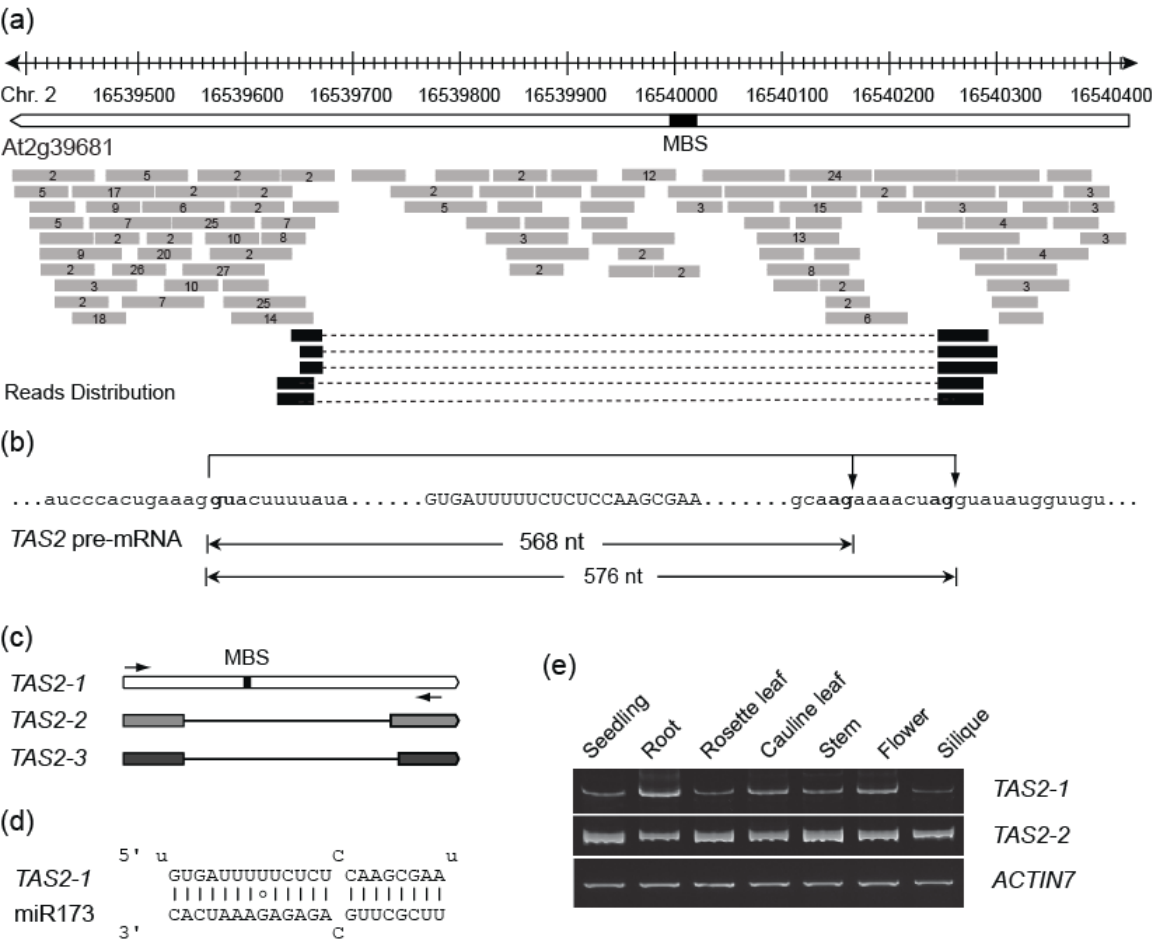 (a)
Chr. 2 16539500 16539600 16539700 16539800 16539900 16540000 16540100 16540200 16540300 16540400
MBS
At2g39681
2 5 2 2 2 12 24
5 17 2 2 2 2 3
9 6 2 5 3 15 3 3
5 7 25 7 4
2 2 10 8 3 13 3
9 20 2 2 4
2 26 27 2 2 8
3 10 2 3
2 7 25 2
18 14 6
Reads Distribution
(b)
...aucccacugaaagguacuuuuaua......GUGAUUUUUCUCUCCAAGCGAA.......gcaagaaaacuagguauaugguugu...
TAS2 pre-mRNA
568 nt
576 nt
(c)
MBS
TAS2-1
TAS2-2
TAS2-3
(d)
5' u C u
TAS2-1 GUGAUUUUUCUCU CAAGCGAA
miR173 CACUAAAGAGAGA GUUCGCUU
3' C
(e)
Seedling Root Rosette leaf Cauline leaf Stem Flower Silique
TAS2-1
TAS2-2
ACTIN7